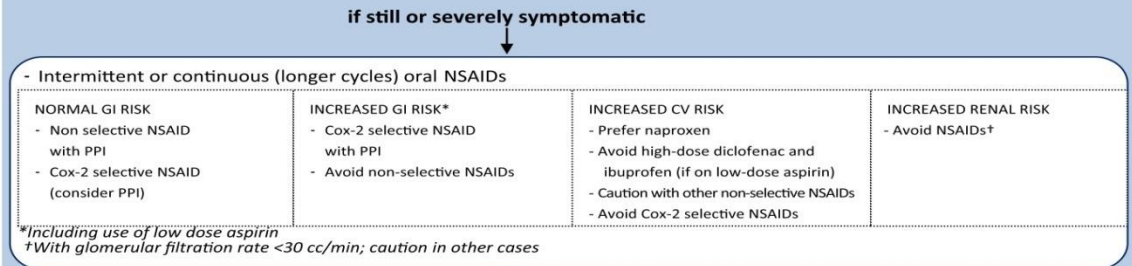 if still or severely symptomatic
- Intermittent or continuous (longer cycles) oral NSAIDs
NORMAL GI RISK
- Non selective NSAID
with PPI
- Cox-2 selective NSAID
(consider PPI)
INCREASED GI RISK*
- Cox-2 selective NSAID
with PPI
- Avoid non-selective NSAIDs
INCREASED CV RISK
- Prefer naproxen
- Avoid high-dose diclofenac and
ibuprofen (if on low-dose aspirin)
- Caution with other non-selective NSAIDs
- Avoid Cox-2 selective NSAIDs
INCREASED RENAL RISK
- Avoid NSAIDs†
*Including use of low dose aspirin
†With glomerular filtration rate <30 cc/min; caution in other cases